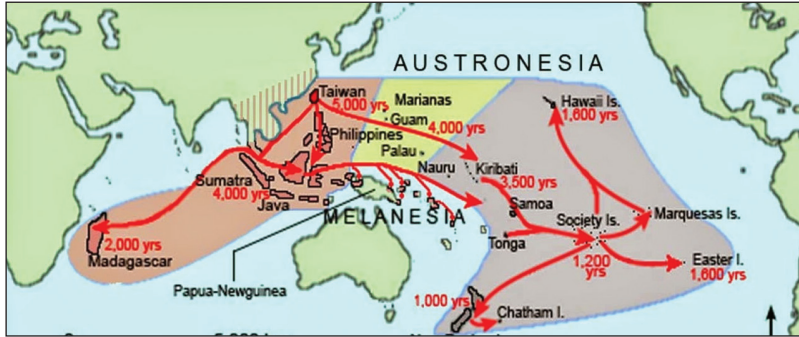 AUSTRONESIA
Taiwan
5,000 yrs
Marianas
Guam
4,000 yrs
Philippines
Palau
Hawaii Is.
1,600 yrs
Nauru
Kiribati
3,500 yrs
Sumatra
4,000 yrs
Java
MELANESIA
Samoa
Society Is.
Marquesas Is.
Tonga
2,000 yrs
Madagascar
1,200
yrs
Easter I.
1,600 yrs
Papua-Newguinea
1,000 yrs
Chatham I.